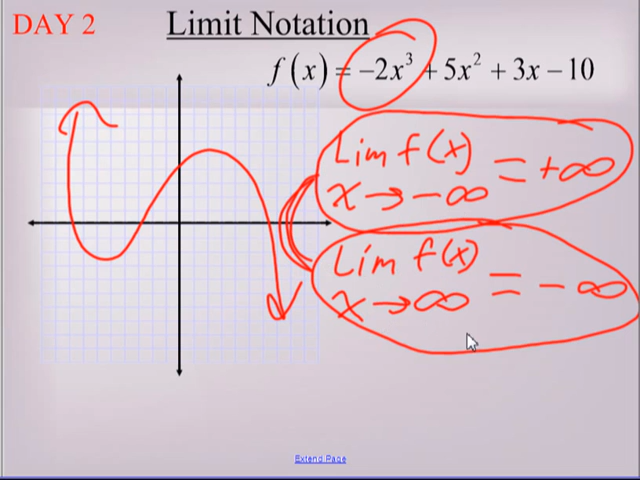 DAY 2
Limit Notation
f(x) = −2x³ + 5x² + 3x − 10
Lim f(x) = +∞
x → −∞
Lim f(x) = −∞
x → ∞
Extend Page